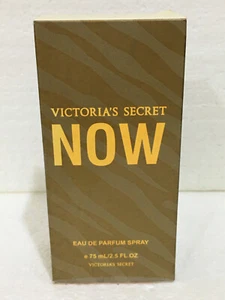 VICTORIA'S SECRET
NOW
EAU DE PARFUM SPRAY
e 75 mL/2.5 FL OZ
VICTORIA'S SECRET